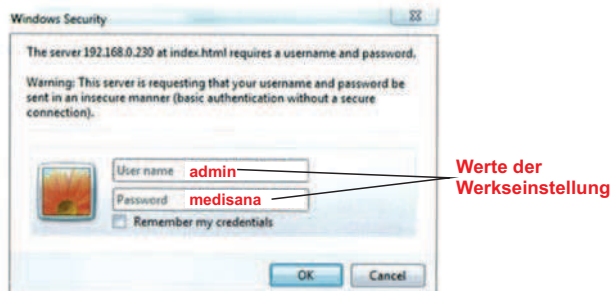 Windows Security
The server 192.168.0.230 at index.html requires a username and password.
Warning: This server is requesting that your username and password be
sent in an insecure manner (basic authentication without a secure
connection).
User name admin
Password medisana
Remember my credentials
Werte der
Werkseinstellung
OK Cancel